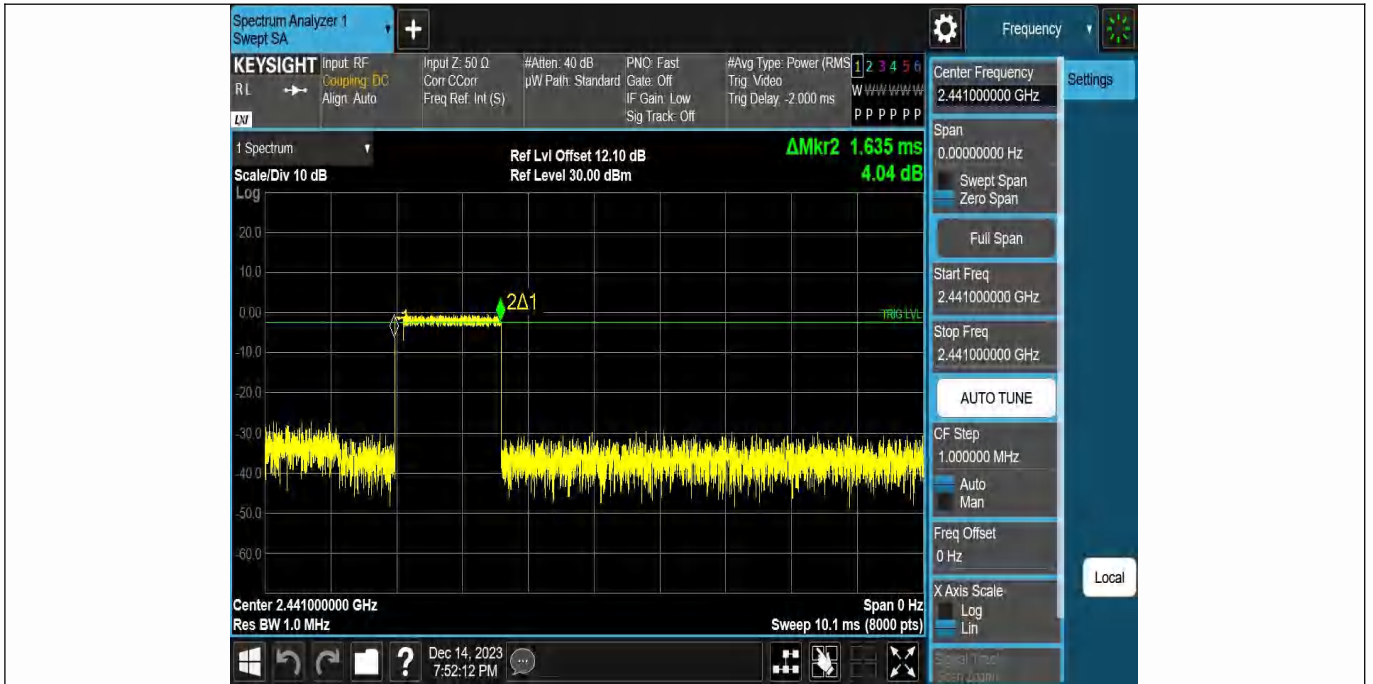 Spectrum Analyzer 1
Swept SA
+
Frequency
KEYSIGHT
Input: RF
Coupling: DC
Align: Auto
Input Z: 50 Ω
Corr CCorr
Freq Ref: Int (S)
#Atten: 40 dB
µW Path: Standard
PNO: Fast
Gate: Off
IF Gain: Low
Sig Track: Off
#Avg Type: Power (RMS
Trig: Video
Trig Delay: -2.000 ms
1 2 3 4 5 6
W W W W W W
P P P P P P
R L
LXI
Center Frequency
2.441000000 GHz
Settings
1 Spectrum
Scale/Div 10 dB
Ref Lvl Offset 12.10 dB
Ref Level 30.00 dBm
ΔMkr2 1.635 ms
4.04 dB
Span
0.00000000 Hz
Swept Span
Zero Span
Full Span
Start Freq
2.441000000 GHz
Stop Freq
2.441000000 GHz
AUTO TUNE
CF Step
1.000000 MHz
Auto
Man
Freq Offset
0 Hz
X Axis Scale
Log
Lin
Signal Track
Local
Log
20.0
10.0
0.00
-10.0
-20.0
-30.0
-40.0
-50.0
-60.0
1
2Δ1
TRIG LVL
Center 2.441000000 GHz
Res BW 1.0 MHz
Span 0 Hz
Sweep 10.1 ms (8000 pts)
?
Dec 14, 2023
7:52:12 PM